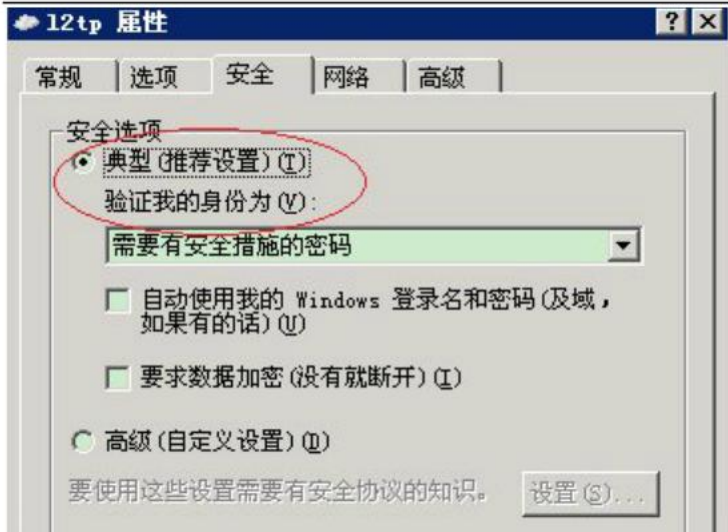 l2tp 属性
常规 选项 安全 网络 高级
安全选项
典型(推荐设置)(T)
验证我的身份为(V):
需要有安全措施的密码
自动使用我的 Windows 登录名和密码(及域，
如果有的话)(U)
要求数据加密(没有就断开)(I)
高级(自定义设置)(D)
要使用这些设置需要有安全协议的知识。 设置(S)...